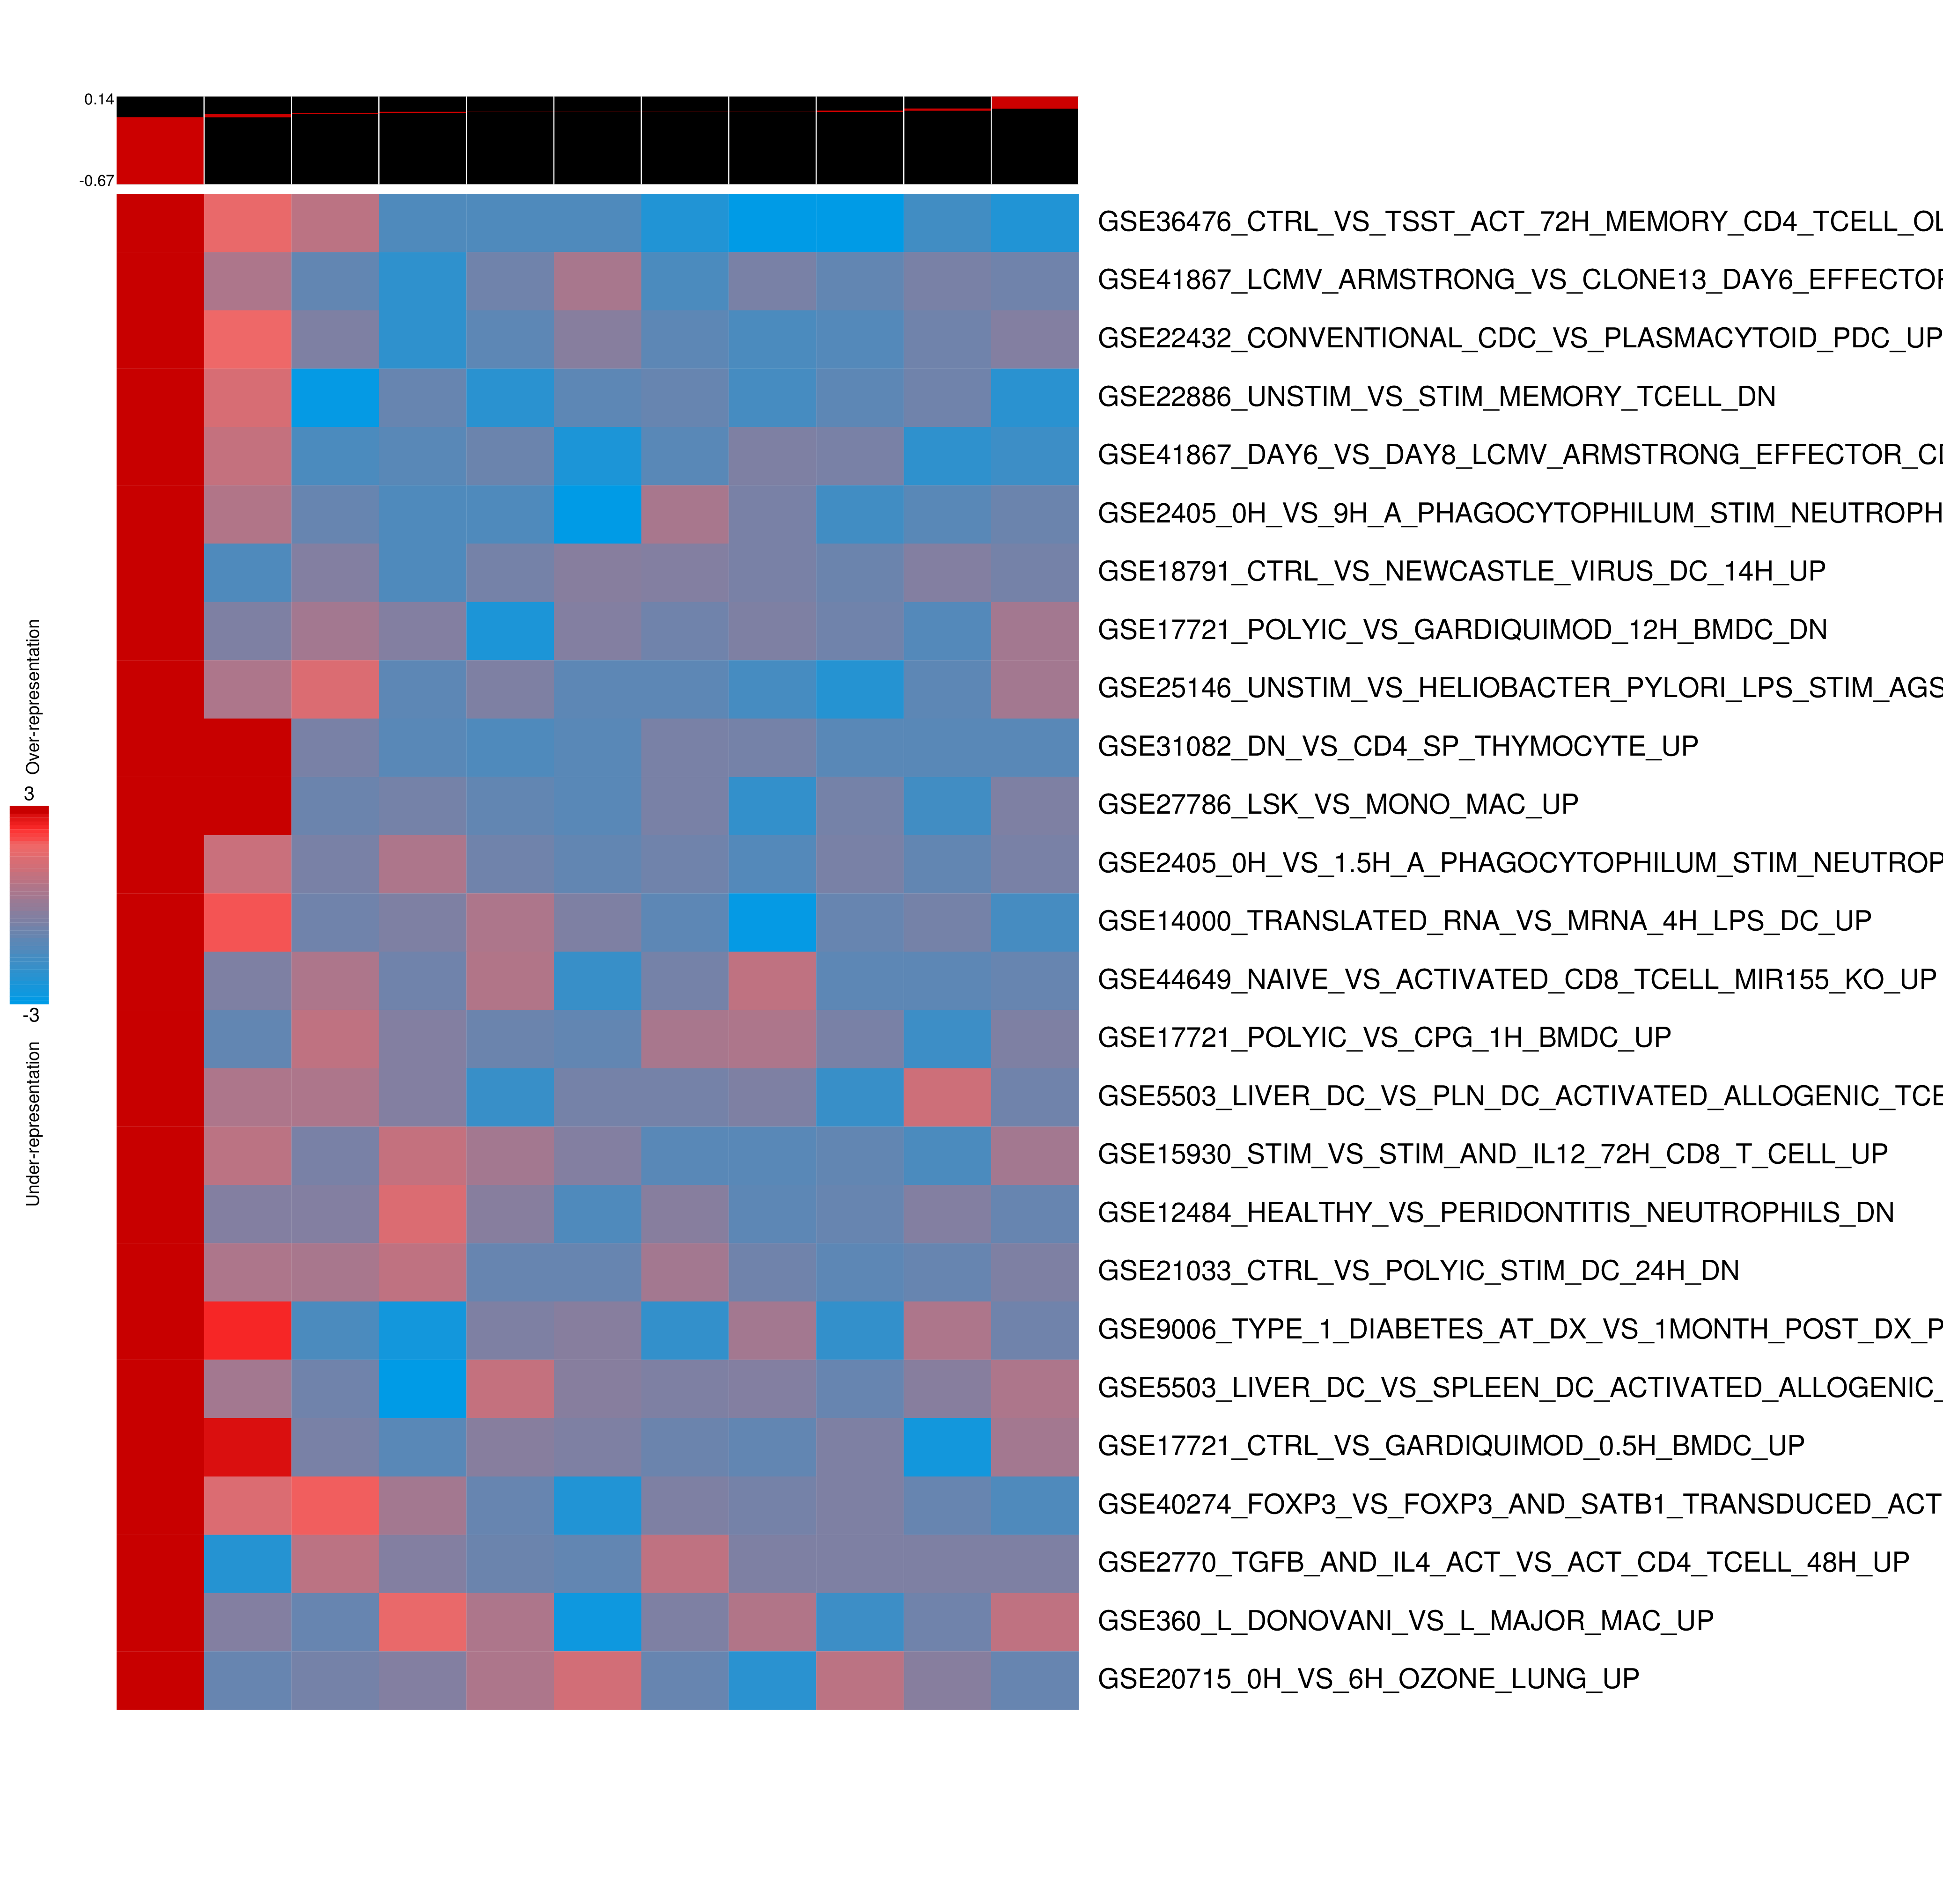 0.14
-0.67
GSE36476_CTRL_VS_TSST_ACT_72H_MEMORY_CD4_TCELL_OL
GSE41867_LCMV_ARMSTRONG_VS_CLONE13_DAY6_EFFECTOR
GSE22432_CONVENTIONAL_CDC_VS_PLASMACYTOID_PDC_UP
GSE22886_UNSTIM_VS_STIM_MEMORY_TCELL_DN
GSE41867_DAY6_VS_DAY8_LCMV_ARMSTRONG_EFFECTOR_CD
GSE2405_0H_VS_9H_A_PHAGOCYTOPHILUM_STIM_NEUTROPH
GSE18791_CTRL_VS_NEWCASTLE_VIRUS_DC_14H_UP
GSE17721_POLYIC_VS_GARDIQUIMOD_12H_BMDC_DN
GSE25146_UNSTIM_VS_HELIOBACTER_PYLORI_LPS_STIM_AGS
GSE31082_DN_VS_CD4_SP_THYMOCYTE_UP
GSE27786_LSK_VS_MONO_MAC_UP
GSE2405_0H_VS_1.5H_A_PHAGOCYTOPHILUM_STIM_NEUTROP
GSE14000_TRANSLATED_RNA_VS_MRNA_4H_LPS_DC_UP
GSE44649_NAIVE_VS_ACTIVATED_CD8_TCELL_MIR155_KO_UP
GSE17721_POLYIC_VS_CPG_1H_BMDC_UP
GSE5503_LIVER_DC_VS_PLN_DC_ACTIVATED_ALLOGENIC_TCE
GSE15930_STIM_VS_STIM_AND_IL12_72H_CD8_T_CELL_UP
GSE12484_HEALTHY_VS_PERIDONTITIS_NEUTROPHILS_DN
GSE21033_CTRL_VS_POLYIC_STIM_DC_24H_DN
GSE9006_TYPE_1_DIABETES_AT_DX_VS_1MONTH_POST_DX_P
GSE5503_LIVER_DC_VS_SPLEEN_DC_ACTIVATED_ALLOGENIC_
GSE17721_CTRL_VS_GARDIQUIMOD_0.5H_BMDC_UP
GSE40274_FOXP3_VS_FOXP3_AND_SATB1_TRANSDUCED_ACT
GSE2770_TGFB_AND_IL4_ACT_VS_ACT_CD4_TCELL_48H_UP
GSE360_L_DONOVANI_VS_L_MAJOR_MAC_UP
GSE20715_0H_VS_6H_OZONE_LUNG_UP
Over-representation
3
-3
Under-representation